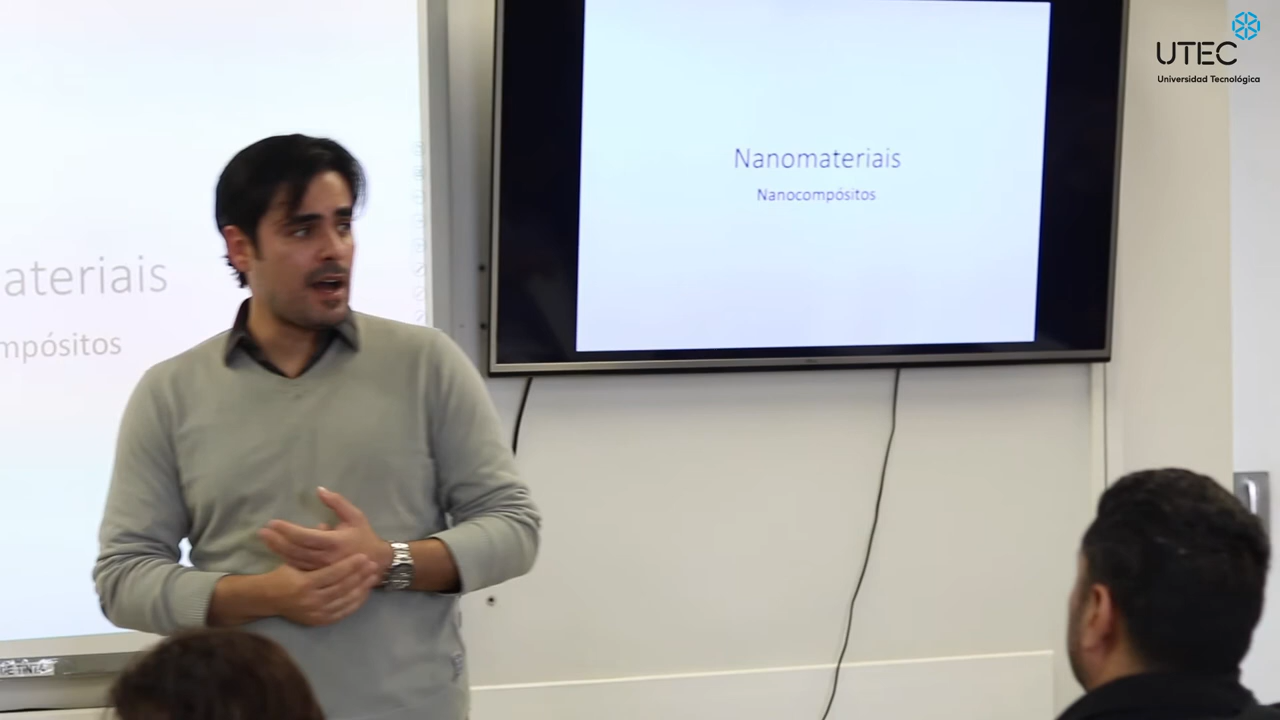 UTEC
Universidad Tecnológica
Nanomateriais
Nanocompósitos
ateriais
mpósitos